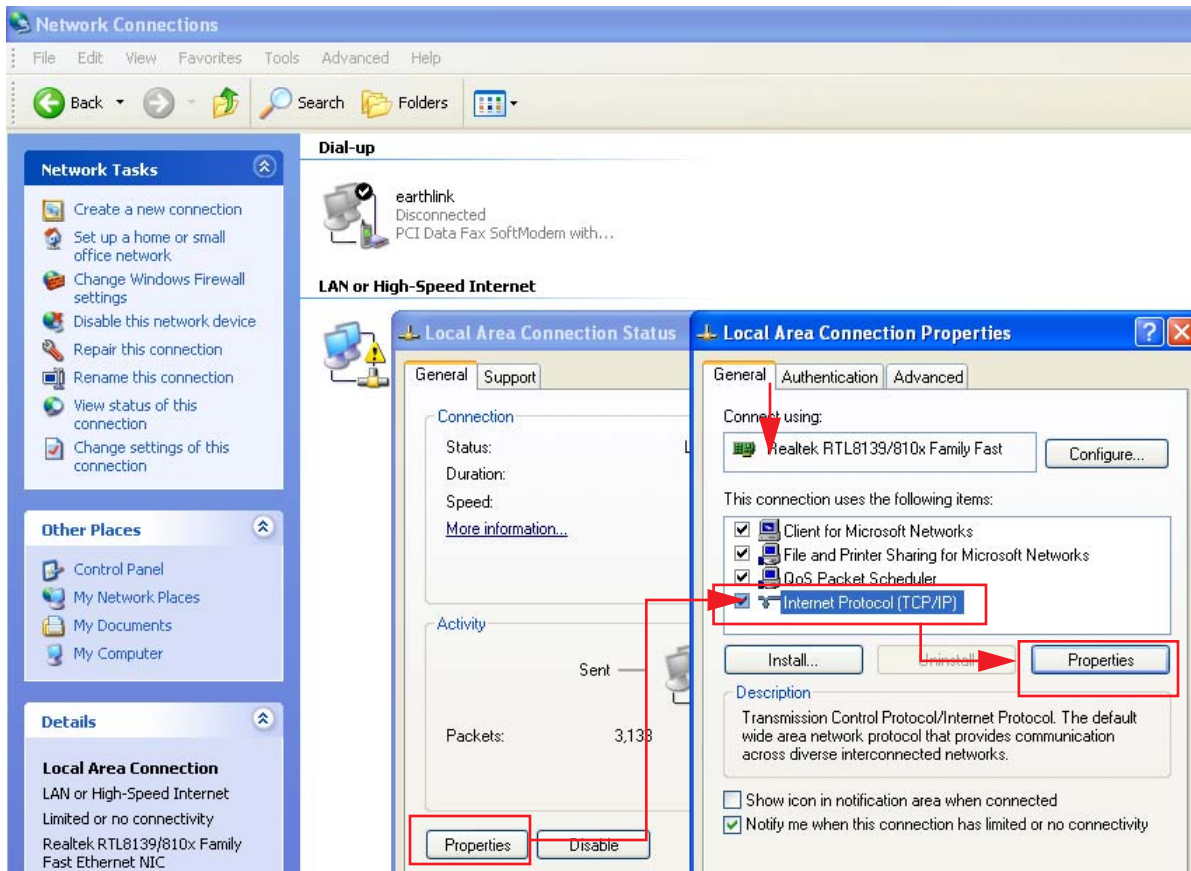 Network Connections
File Edit View Favorites Tools Advanced Help
Back Search Folders
Network Tasks
Create a new connection
Set up a home or small
office network
Change Windows Firewall
settings
Disable this network device
Repair this connection
Rename this connection
View status of this
connection
Change settings of this
connection
Other Places
Control Panel
My Network Places
My Documents
My Computer
Details
Local Area Connection
LAN or High-Speed Internet
Limited or no connectivity
Realtek RTL8139/810x Family
Fast Ethernet NIC
Dial-up
earthlink
Disconnected
PCI Data Fax SoftModem with...
LAN or High-Speed Internet
Local Area Connection Status
General Support
Connection
Status: L
Duration:
Speed:
More information...
Activity
Sent
Packets: 3,133
Properties Disable
Local Area Connection Properties
General Authentication Advanced
Connect using:
Realtek RTL8139/810x Family Fast
Configure...
This connection uses the following items:
Client for Microsoft Networks
File and Printer Sharing for Microsoft Networks
QoS Packet Scheduler
Internet Protocol (TCP/IP)
Install... Uninstall Properties
Description
Transmission Control Protocol/Internet Protocol. The default
wide area network protocol that provides communication
across diverse interconnected networks.
Show icon in notification area when connected
Notify me when this connection has limited or no connectivity